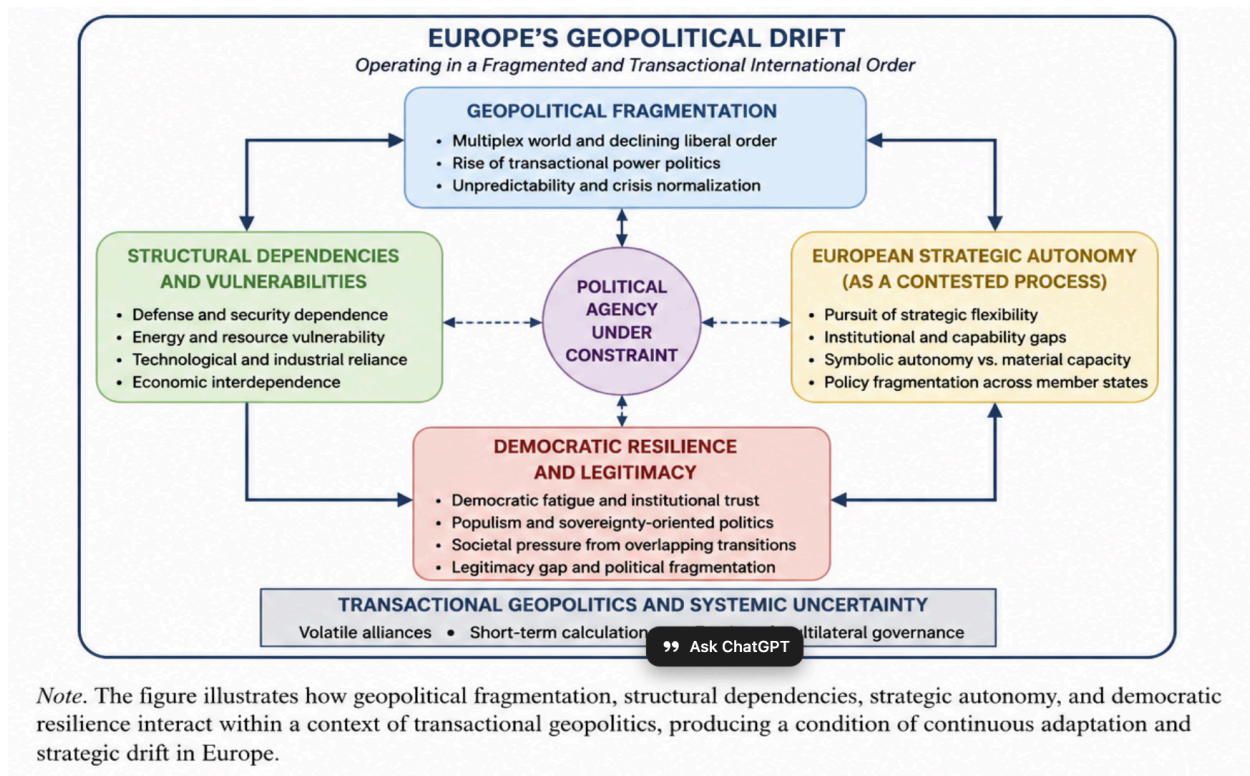 EUROPE'S GEOPOLITICAL DRIFT
Operating in a Fragmented and Transactional International Order
GEOPOLITICAL FRAGMENTATION
• Multiplex world and declining liberal order
• Rise of transactional power politics
• Unpredictability and crisis normalization
STRUCTURAL DEPENDENCIES
AND VULNERABILITIES
• Defense and security dependence
• Energy and resource vulnerability
• Technological and industrial reliance
• Economic interdependence
POLITICAL
AGENCY
UNDER
CONSTRAINT
EUROPEAN STRATEGIC AUTONOMY
(AS A CONTESTED PROCESS)
• Pursuit of strategic flexibility
• Institutional and capability gaps
• Symbolic autonomy vs. material capacity
• Policy fragmentation across member states
DEMOCRATIC RESILIENCE
AND LEGITIMACY
• Democratic fatigue and institutional trust
• Populism and sovereignty-oriented politics
• Societal pressure from overlapping transitions
• Legitimacy gap and political fragmentation
TRANSACTIONAL GEOPOLITICS AND SYSTEMIC UNCERTAINTY
Volatile alliances • Short-term calculation governance
Ask ChatGPT
Note. The figure illustrates how geopolitical fragmentation, structural dependencies, strategic autonomy, and democratic
resilience interact within a context of transactional geopolitics, producing a condition of continuous adaptation and
strategic drift in Europe.